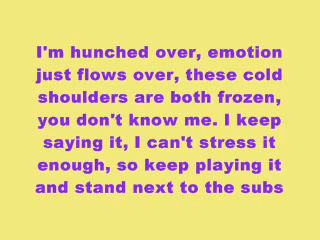 I'm hunched over, emotion
just flows over, these cold
shoulders are both frozen,
you don't know me. I keep
saying it, I can't stress it
enough, so keep playing it
and stand next to the subs